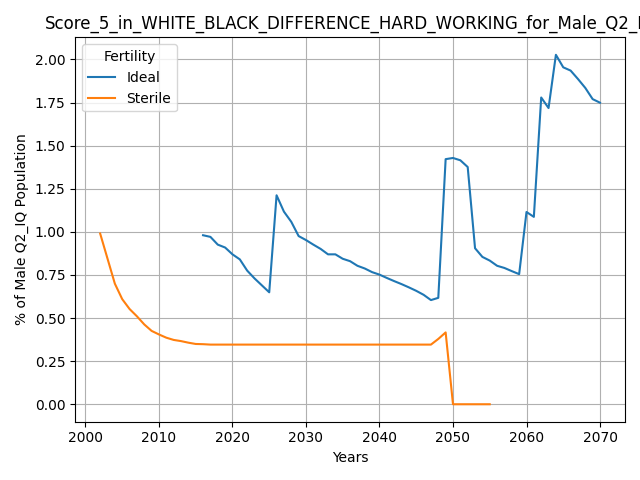 Score_5_in_WHITE_BLACK_DIFFERENCE_HARD_WORKING_for_Male_Q2_I
Fertility
Ideal
Sterile
% of Male Q2_IQ Population
2.00
1.75
1.50
1.25
1.00
0.75
0.50
0.25
0.00
2000 2010 2020 2030 2040 2050 2060 2070
Years